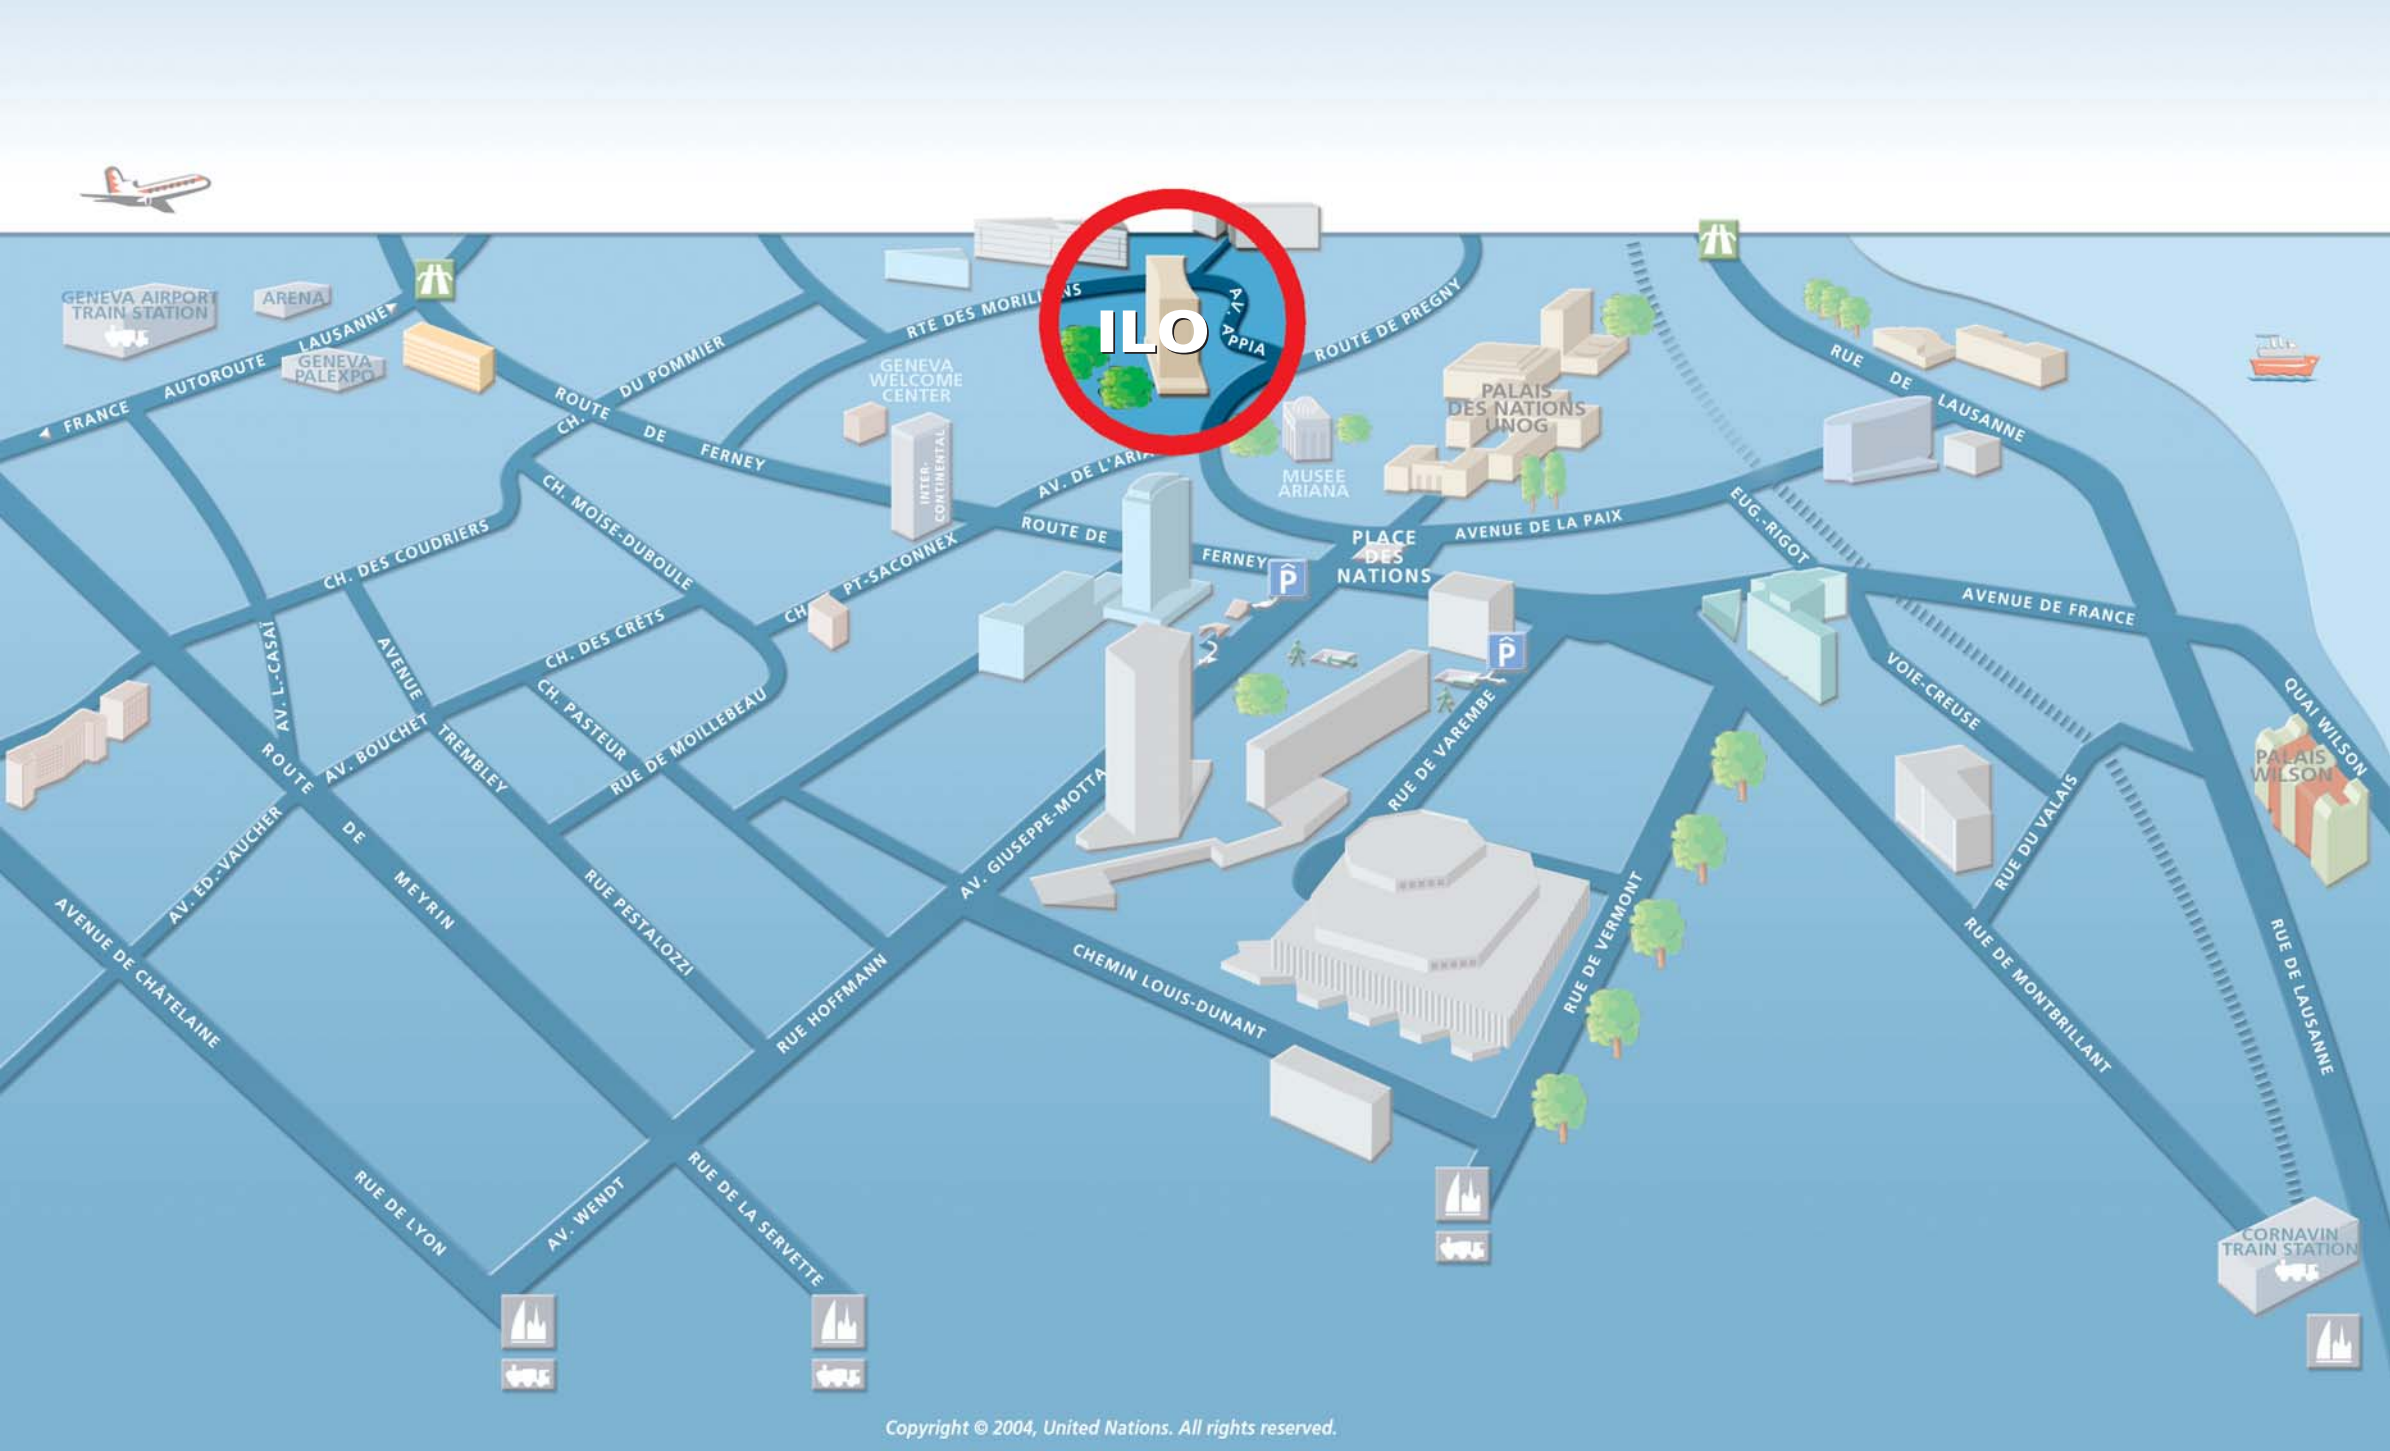 GENEVA AIRPORT
TRAIN STATION
ARENA
LAUSANNE
GENEVA
PALEXPO
AUTOROUTE
FRANCE
RTE DES MORILLONS
ILO
AV. APPIA
ROUTE DE PREGNY
CH. DU POMMIER
GENEVA
WELCOME
CENTER
INTER-
CONTINENTAL
ROUTE DE FERNEY
AV. DE L'ARIA
MUSEE
ARIANA
PALAIS
DES NATIONS
UNOG
RUE DE LAUSANNE
CH. MOÏSE-DUBOULE
CH. DES COUDRIERS
CH. PT-SACONNEX
ROUTE DE FERNEY
P
PLACE
DES
NATIONS
AVENUE DE LA PAIX
EUG.-RIGOT
AVENUE DE FRANCE
AV. L.-CASAÏ
AVENUE TREMBLEY
CH. DES CRÊTS
CH. PASTEUR
RUE DE MOILLEBEAU
AV. BOUCHET
P
RUE DE VAREMBE
VOIE-CREUSE
QUAI WILSON
PALAIS
WILSON
ROUTE DE MEYRIN
AV. ED.-VAUCHER
AV. GIUSEPPE-MOTTA
RUE DU VALAIS
AVENUE DE CHÂTELAINE
RUE PESTALOZZI
RUE HOFFMANN
CHEMIN LOUIS-DUNANT
RUE DE VERMONT
RUE DE MONTBRILLANT
RUE DE LAUSANNE
RUE DE LYON
AV. WENDT
RUE DE LA SERVETTE
CORNAVIN
TRAIN STATION
Copyright © 2004, United Nations. All rights reserved.